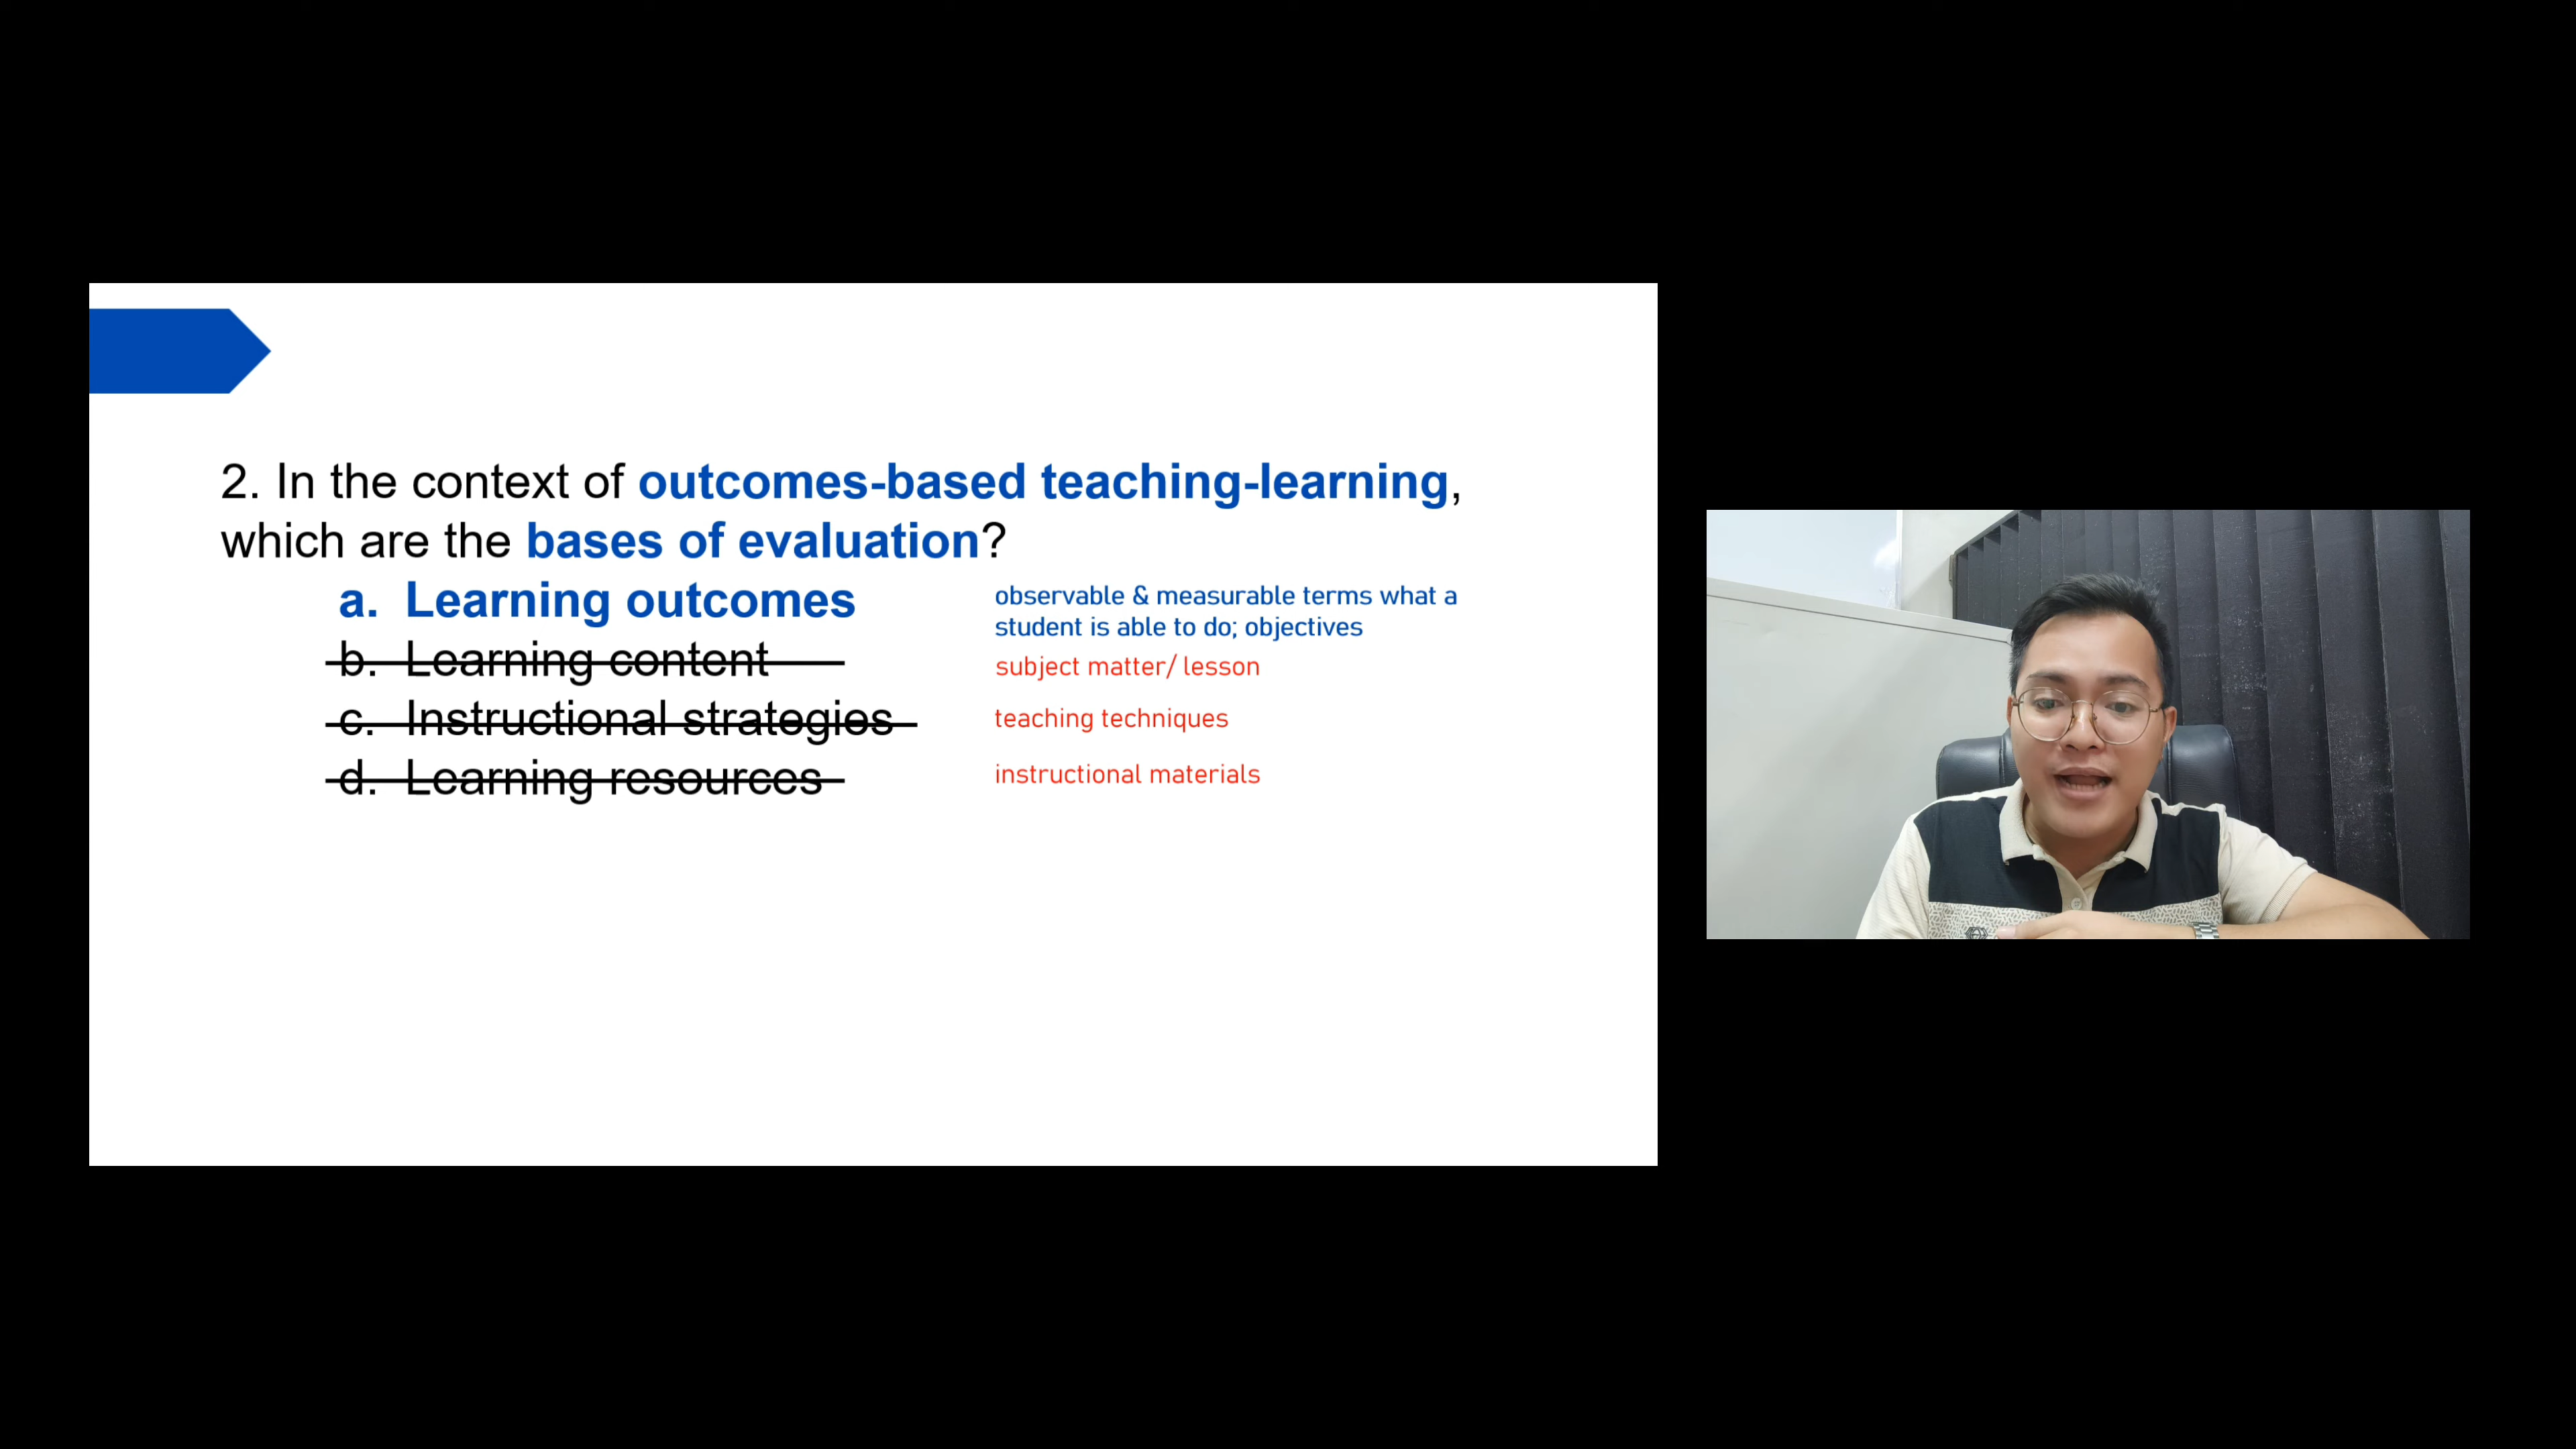 2. In the context of outcomes-based teaching-learning,
which are the bases of evaluation?
a. Learning outcomes
observable & measurable terms what a
student is able to do; objectives
b. Learning content
subject matter/ lesson
c. Instructional strategies
teaching techniques
d. Learning resources
instructional materials